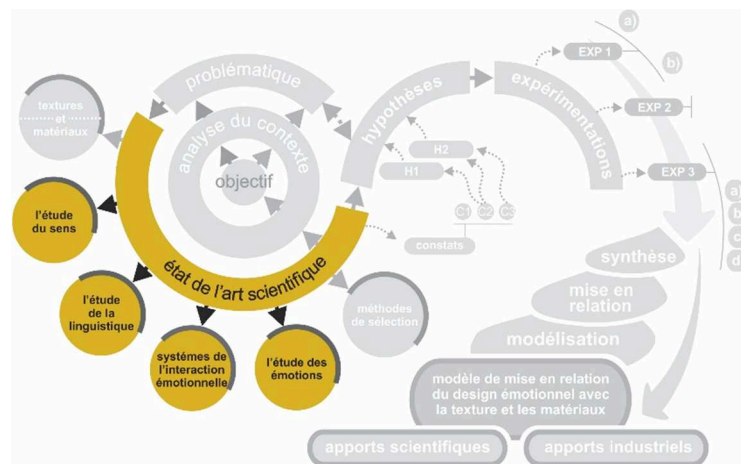 problématique
analyse du contexte
objectif
textures
et
matériaux
l'étude
du sens
l'étude
de la
linguistique
systèmes de
l'interaction
émotionnelle
l'étude des
émotions
état de l'art scientifique
méthodes
de sélection
constats
C1 C2 C3
H1
H2
hypothèses
expérimentations
EXP 1
a)
b)
EXP 2
EXP 3
a)
b
c
d
synthèse
mise en
relation
modélisation
modèle de mise en relation
du design émotionnel avec
la texture et les matériaux
apports scientifiques
apports industriels